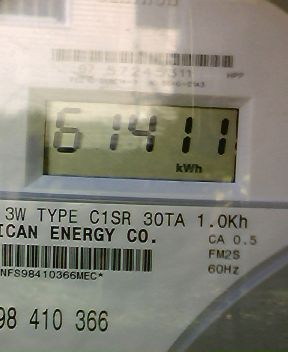 61411
kWh
3W TYPE C1SR 30TA 1.0Kh
ICAN ENERGY CO.
CA 0.5
FM2S
60Hz
NFS98410366MEC*
98 410 366